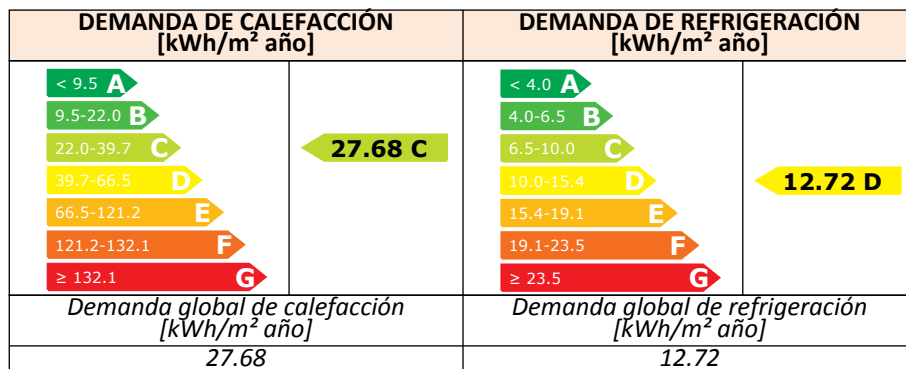 DEMANDA DE CALEFACCIÓN
[kWh/m² año]
< 9.5 A
9.5-22.0 B
22.0-39.7 C
39.7-66.5 D
66.5-121.2 E
121.2-132.1 F
≥ 132.1 G
27.68 C
Demanda global de calefacción
[kWh/m² año]
27.68
DEMANDA DE REFRIGERACIÓN
[kWh/m² año]
< 4.0 A
4.0-6.5 B
6.5-10.0 C
10.0-15.4 D
15.4-19.1 E
19.1-23.5 F
≥ 23.5 G
12.72 D
Demanda global de refrigeración
[kWh/m² año]
12.72